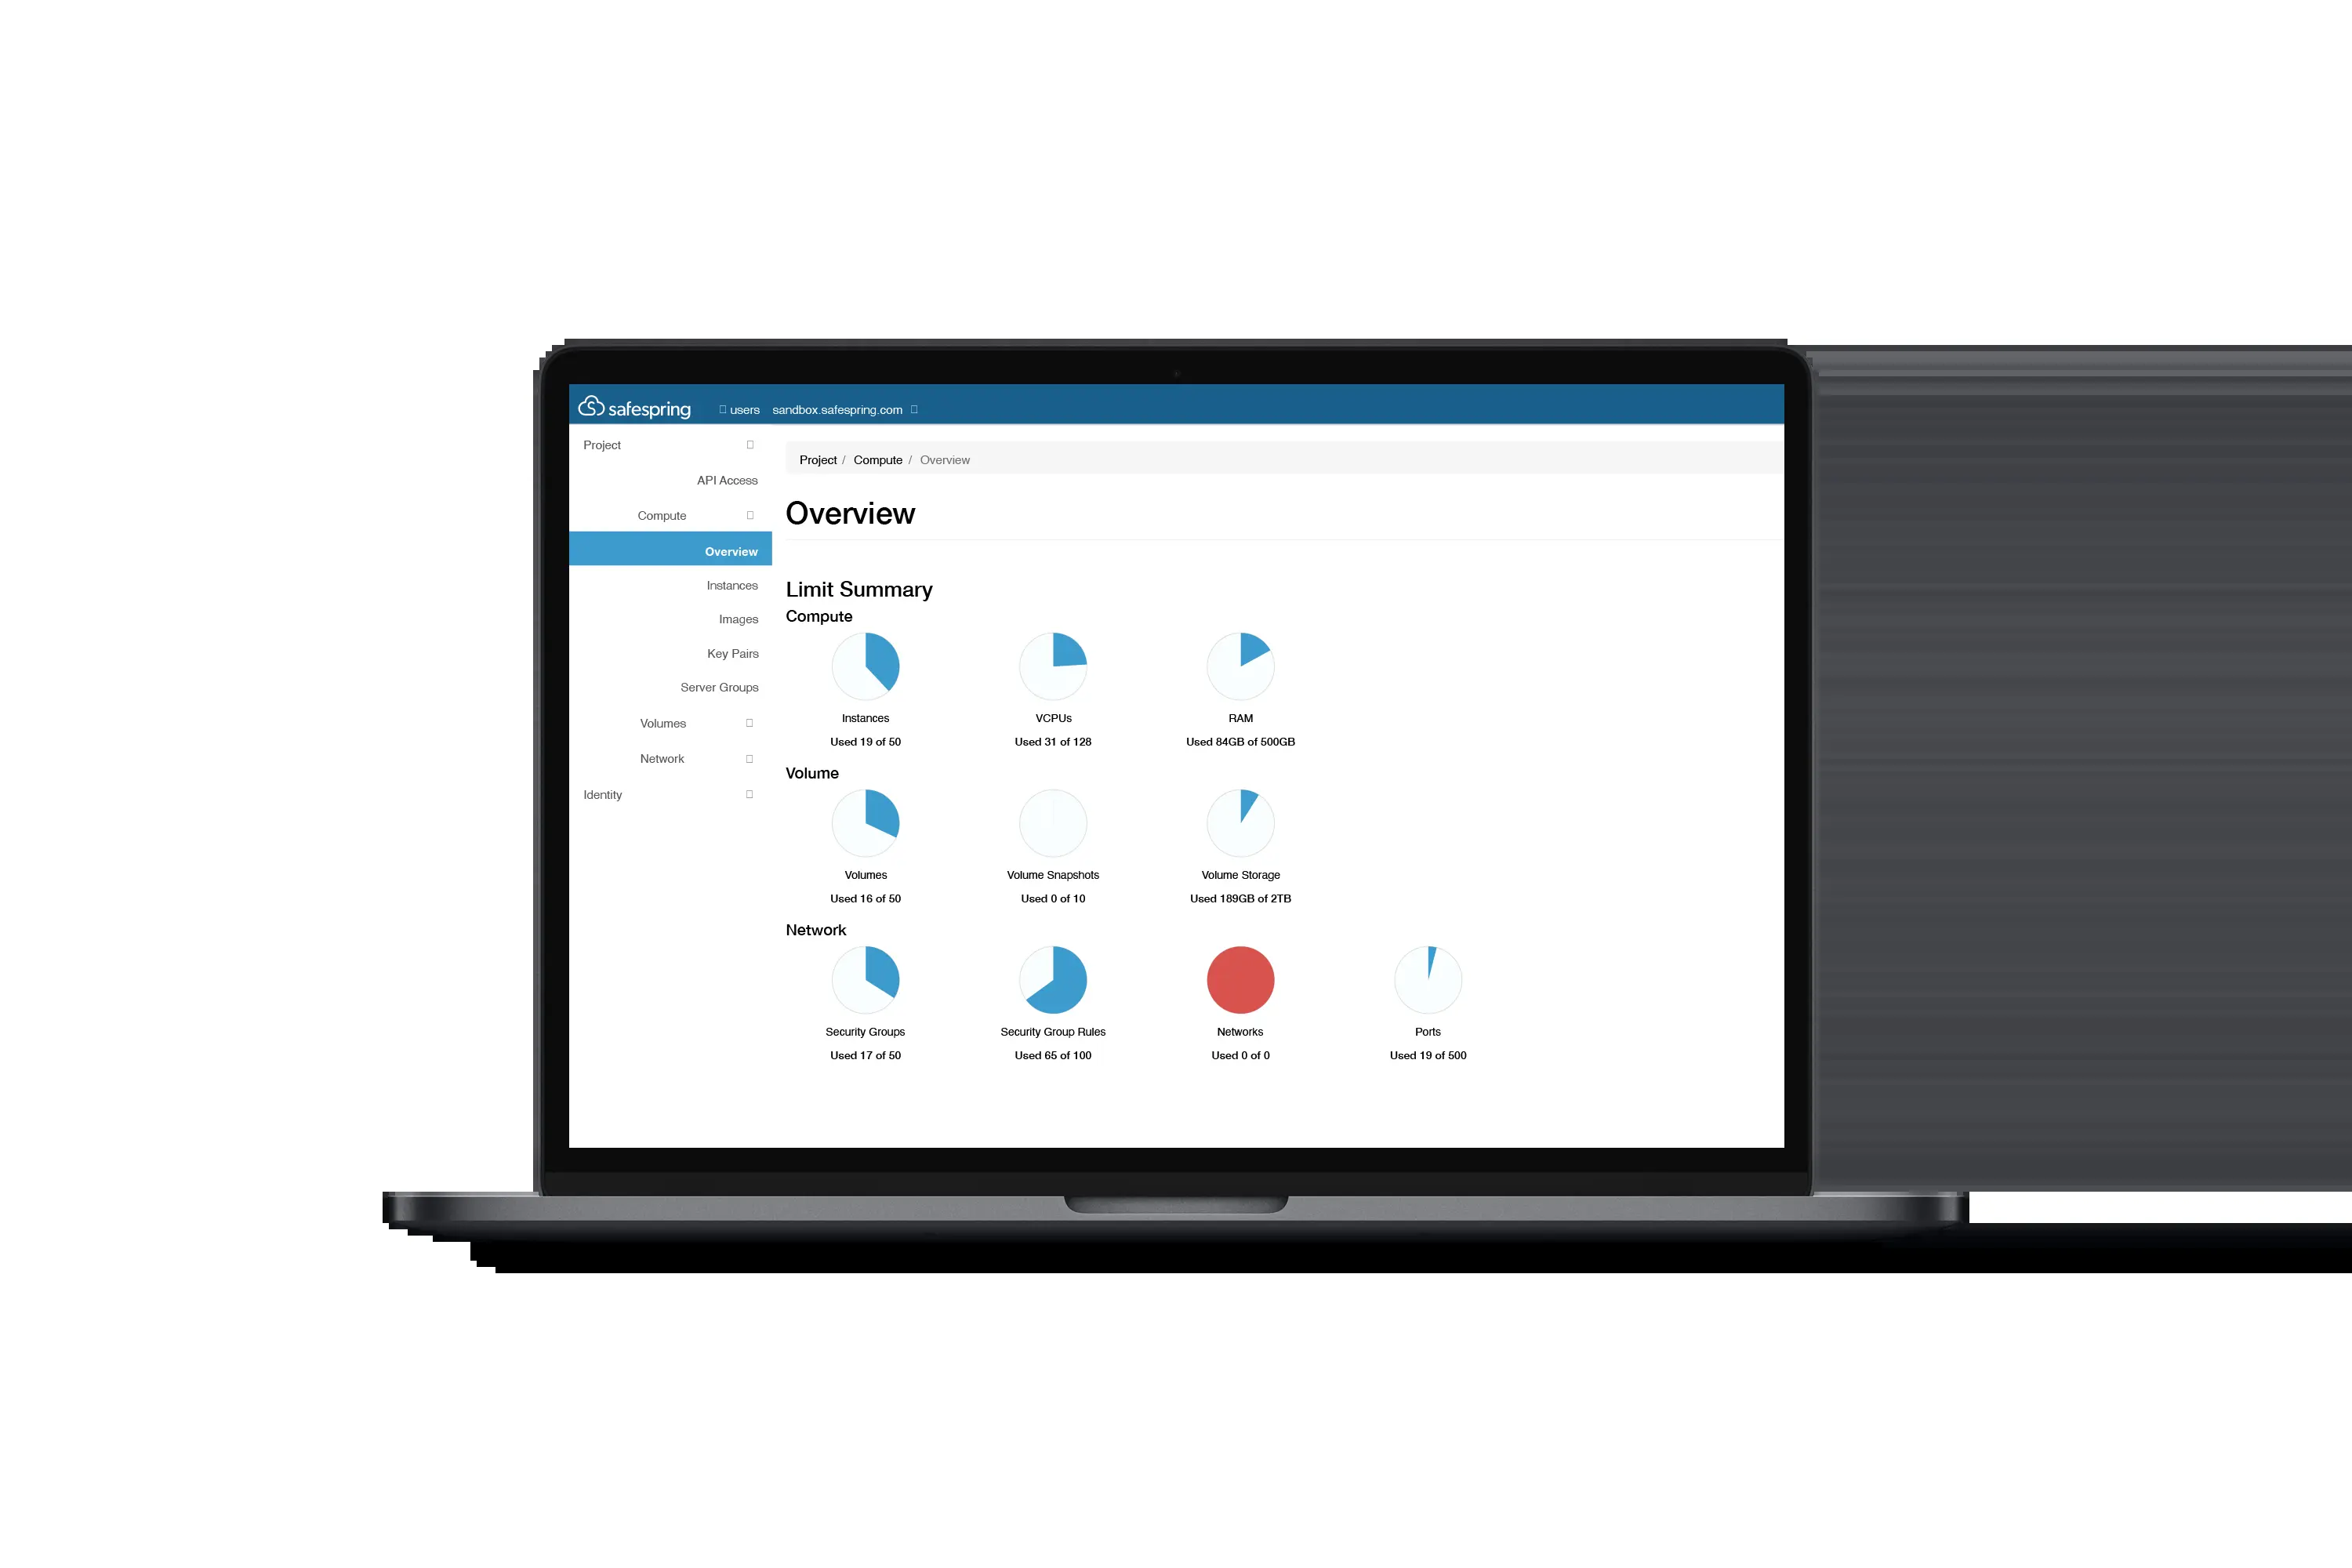 safespring users sandbox.safespring.com
Project
API Access
Compute
Overview
Instances
Images
Key Pairs
Server Groups
Volumes
Network
Identity
Project / Compute / Overview
Overview
Limit Summary
Compute
Instances VCPUs RAM
Used 19 of 50 Used 31 of 128 Used 84GB of 500GB
Volume
Volumes Volume Snapshots Volume Storage
Used 16 of 50 Used 0 of 10 Used 189GB of 2TB
Network
Security Groups Security Group Rules Networks Ports
Used 17 of 50 Used 65 of 100 Used 0 of 0 Used 19 of 500